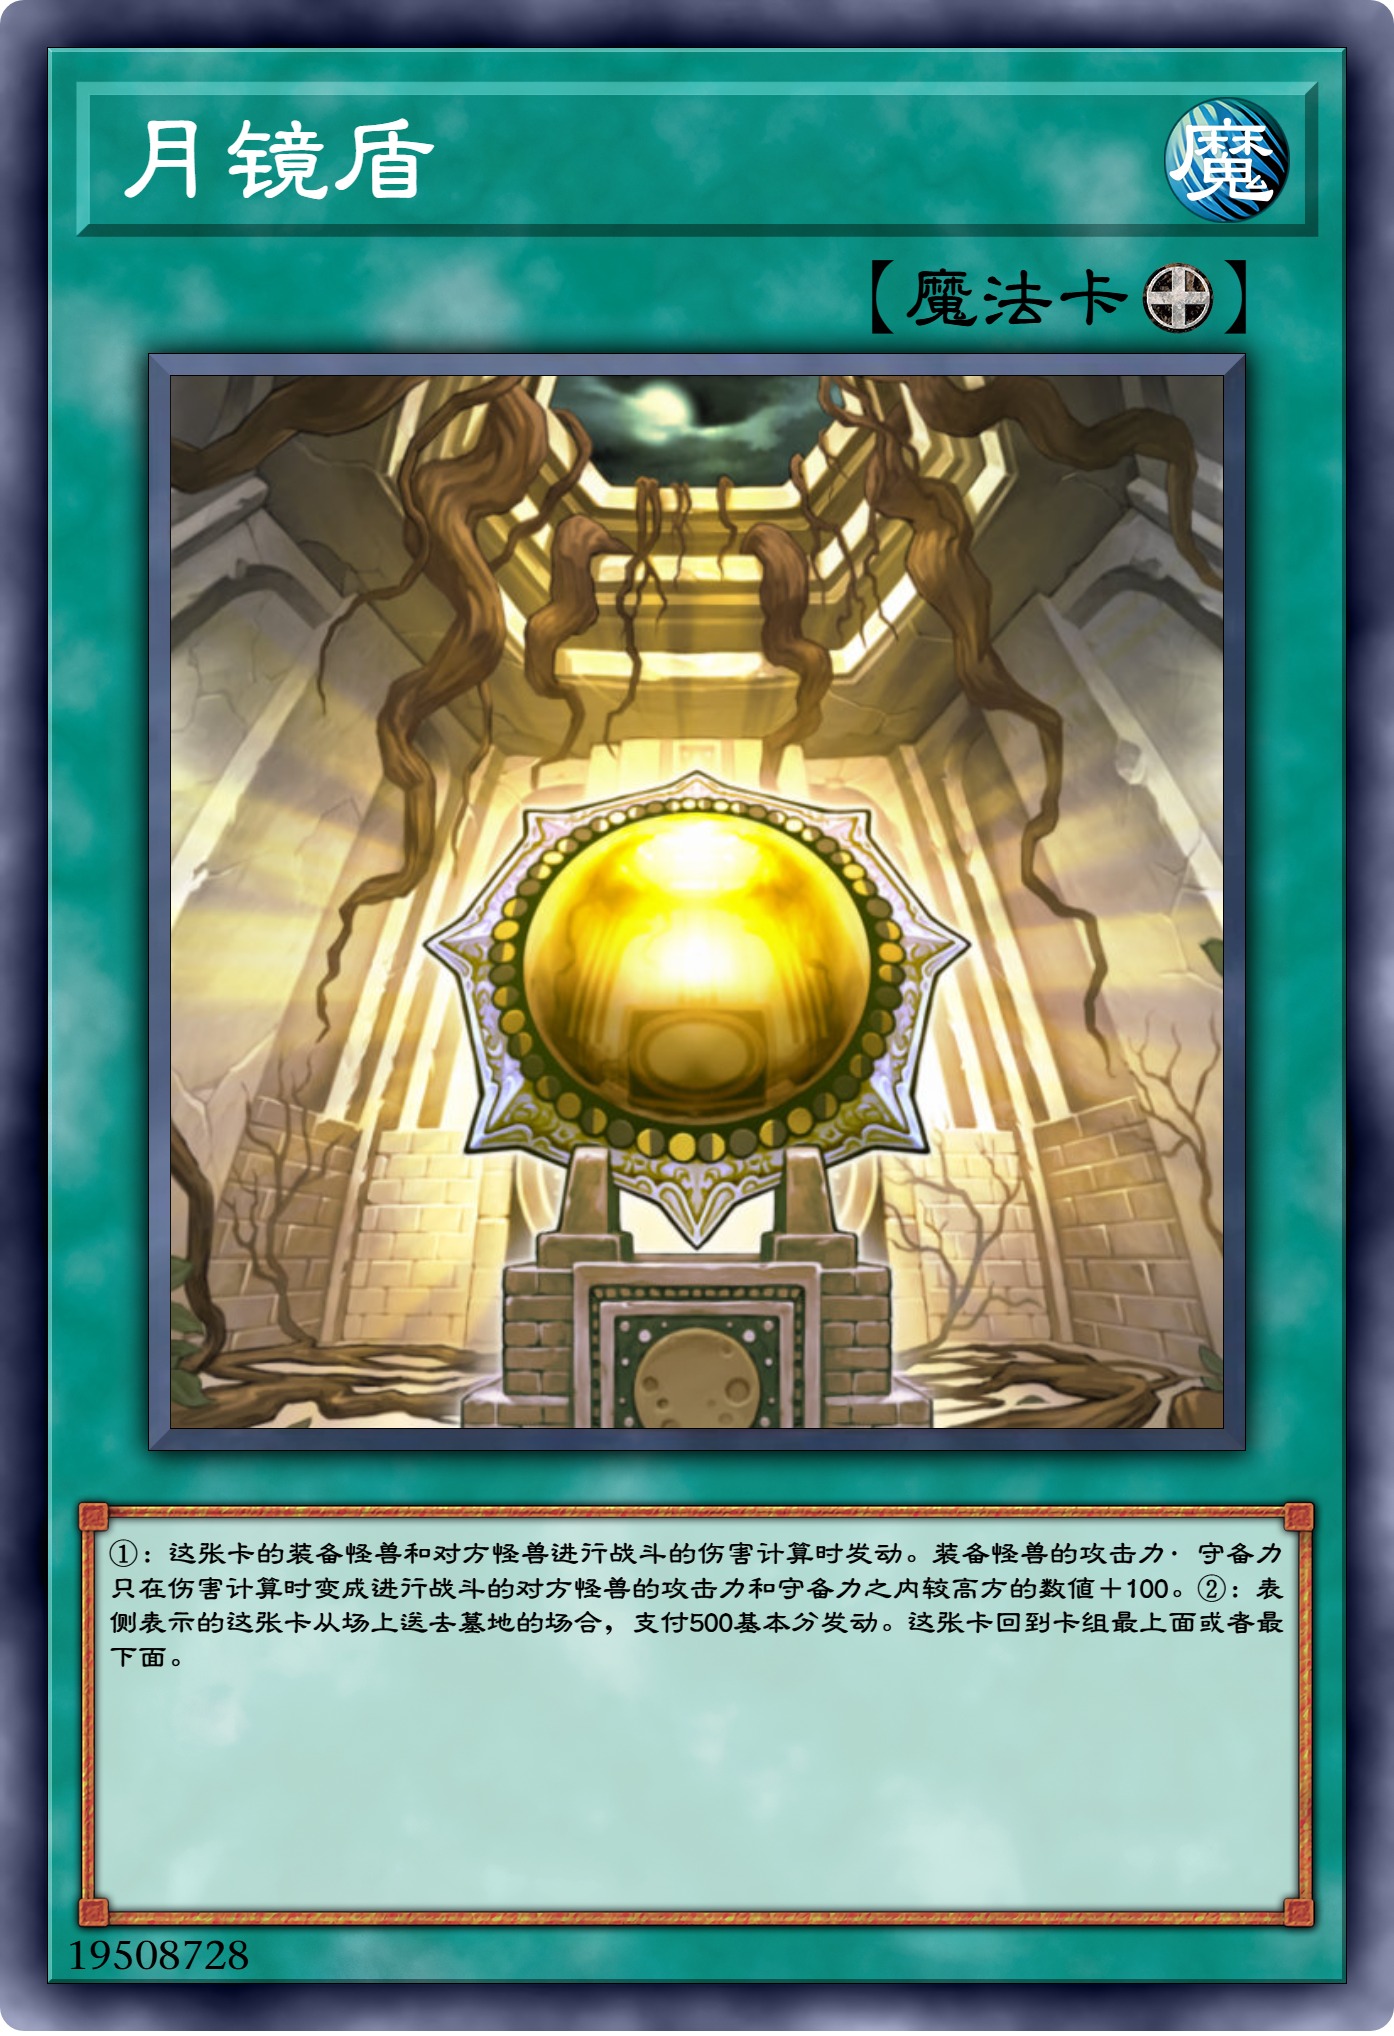 月镜盾
魔
【魔法卡】
①：这张卡的装备怪兽和对方怪兽进行战斗的伤害计算时发动。装备怪兽的攻击力·守备力
只在伤害计算时变成进行战斗的对方怪兽的攻击力和守备力之内较高方的数值＋100。②：表
侧表示的这张卡从场上送去墓地的场合，支付500基本分发动。这张卡回到卡组最上面或者最
下面。
19508728